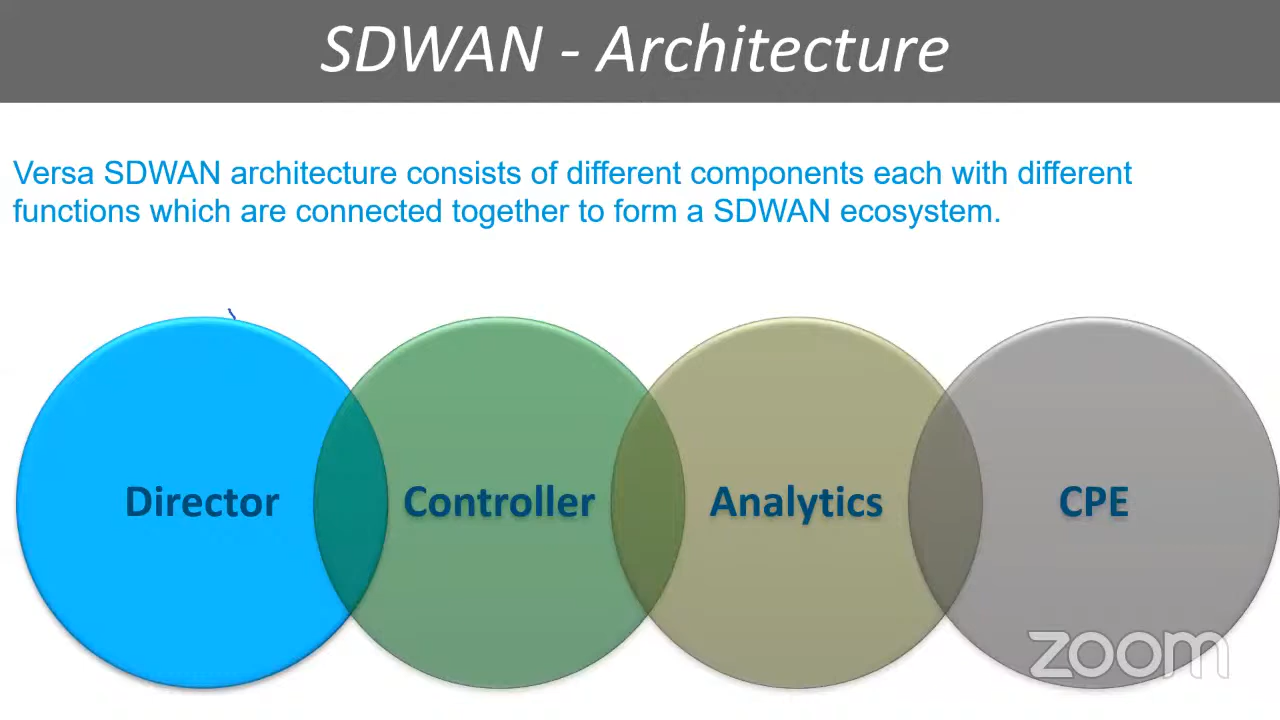 SDWAN - Architecture
Versa SDWAN architecture consists of different components each with different
functions which are connected together to form a SDWAN ecosystem.
Director
Controller
Analytics
CPE
zoom